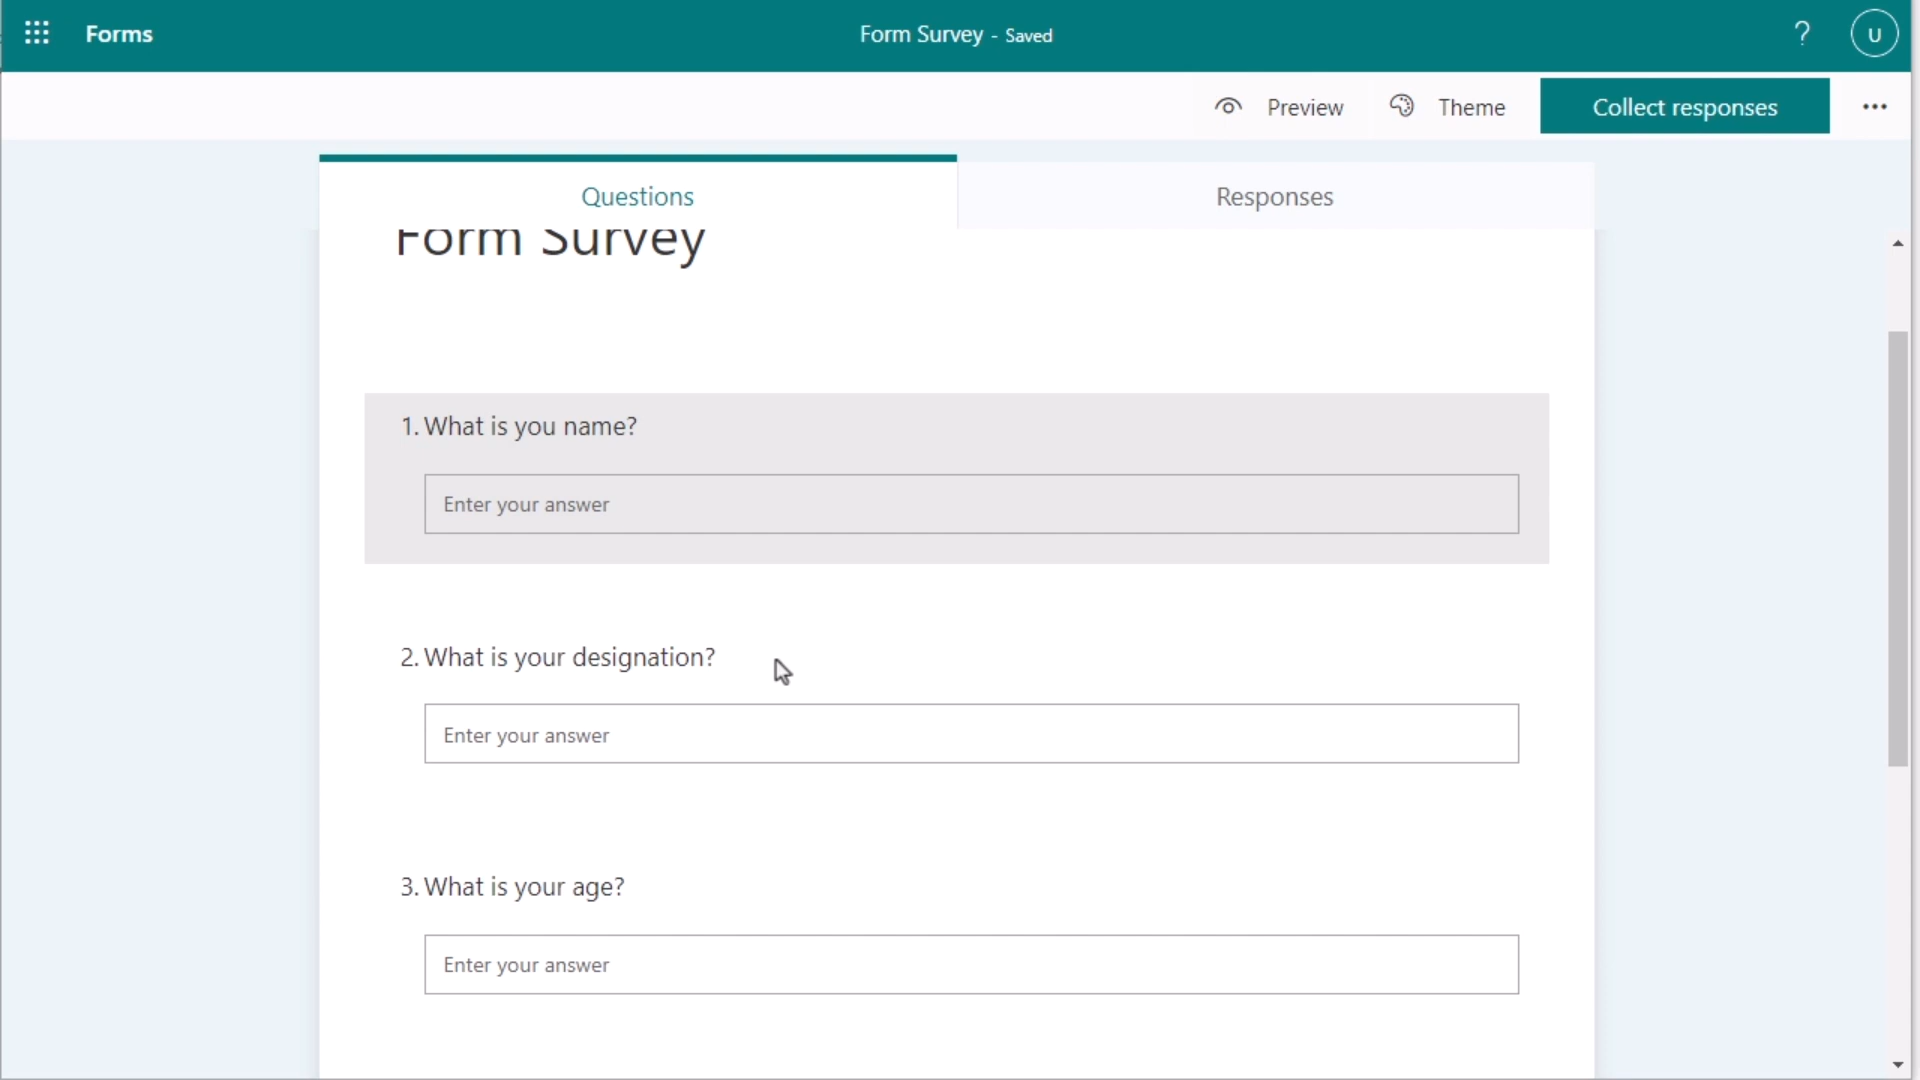 Forms
Form Survey - Saved
?
U
Preview
Theme
Collect responses
Questions
Responses
Form Survey
1. What is you name?
Enter your answer
2. What is your designation?
Enter your answer
3. What is your age?
Enter your answer